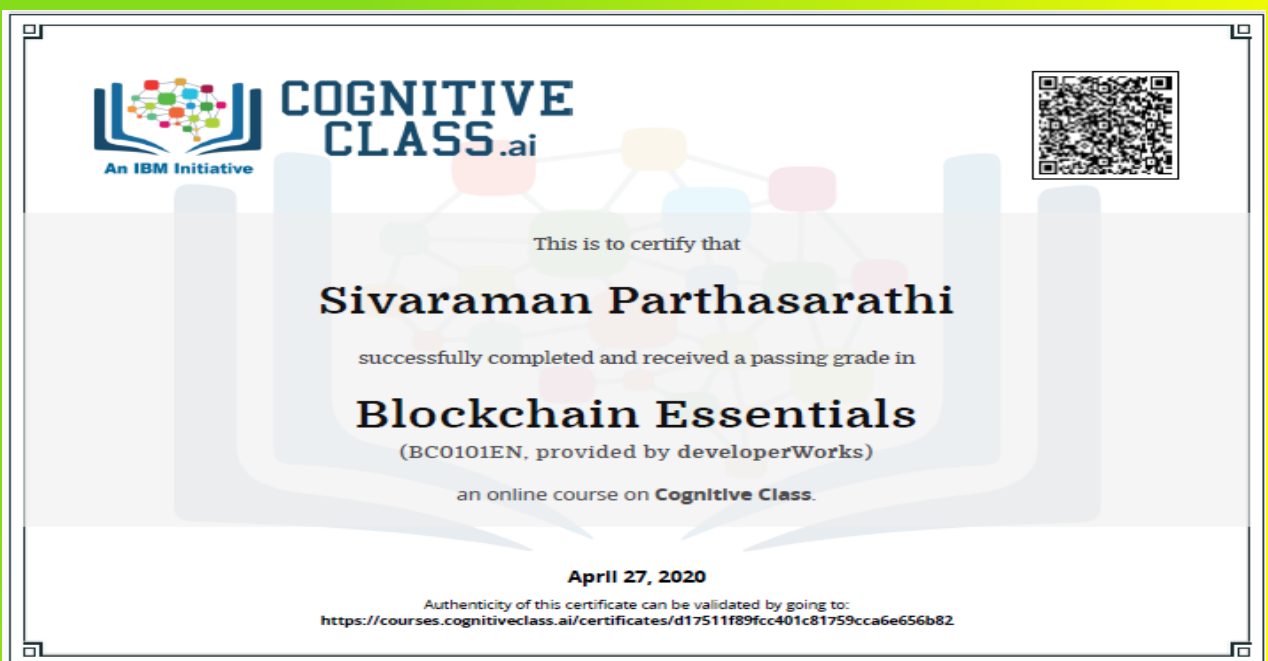 COGNITIVE
CLASS.ai
An IBM Initiative
This is to certify that
Sivaraman Parthasarathi
successfully completed and received a passing grade in
Blockchain Essentials
(BC0101EN, provided by developerWorks)
an online course on Cognitive Class.
April 27, 2020
Authenticity of this certificate can be validated by going to:
https://courses.cognitiveclass.ai/certificates/d17511f89fcc401c81759cca6e656b82